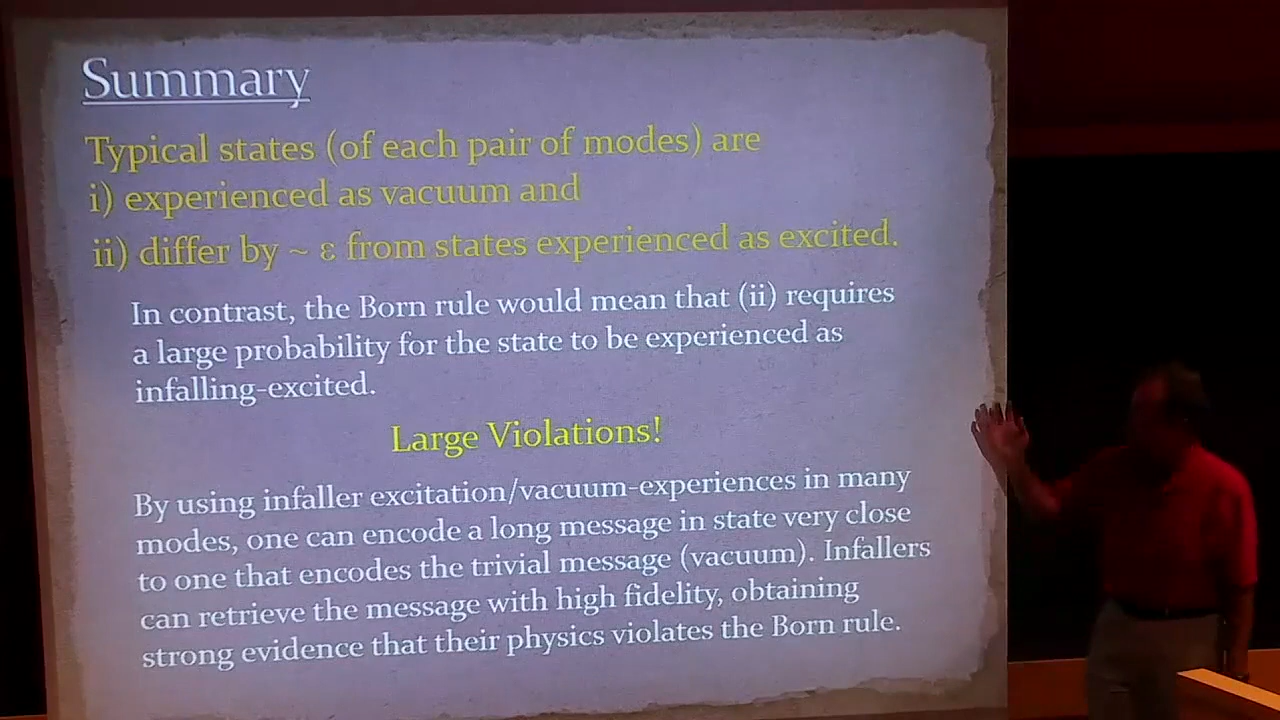 Summary
Typical states (of each pair of modes) are
i) experienced as vacuum and
ii) differ by ~ ε from states experienced as excited.
In contrast, the Born rule would mean that (ii) requires
a large probability for the state to be experienced as
infalling-excited.
Large Violations!
By using infaller excitation/vacuum-experiences in many
modes, one can encode a long message in state very close
to one that encodes the trivial message (vacuum). Infallers
can retrieve the message with high fidelity, obtaining
strong evidence that their physics violates the Born rule.